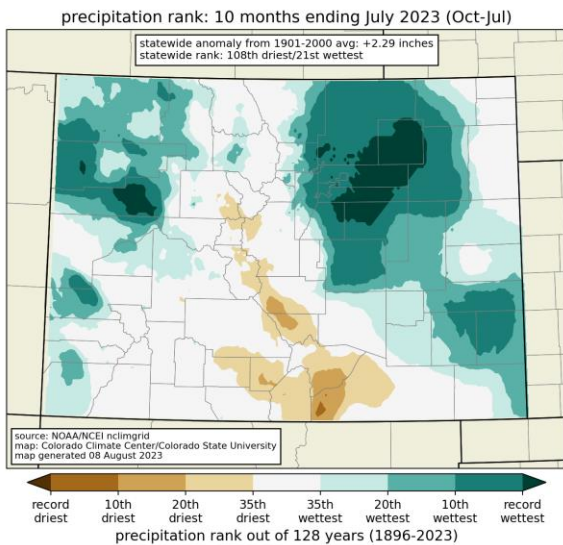 precipitation rank: 10 months ending July 2023 (Oct-Jul)
statewide anomaly from 1901-2000 avg: +2.29 inches
statewide rank: 108th driest/21st wettest
source: NOAA/NCEI nclimgrid
map: Colorado Climate Center/Colorado State University
map generated 08 August 2023
record driest
10th driest
20th driest
35th driest
35th wettest
20th wettest
10th wettest
record wettest
precipitation rank out of 128 years (1896-2023)